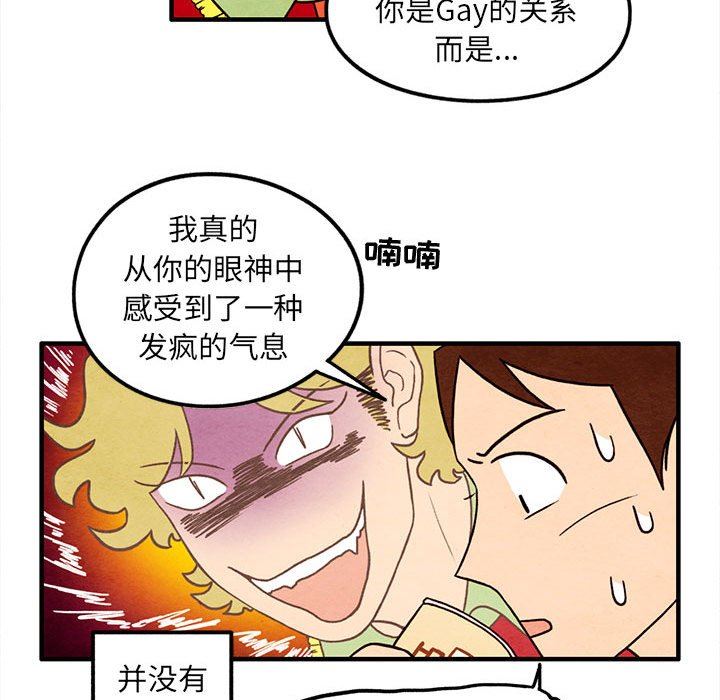 你是Gay的关系
而是...
我真的
从你的眼神中
感受到了一种
发疯的气息
喃喃
并没有